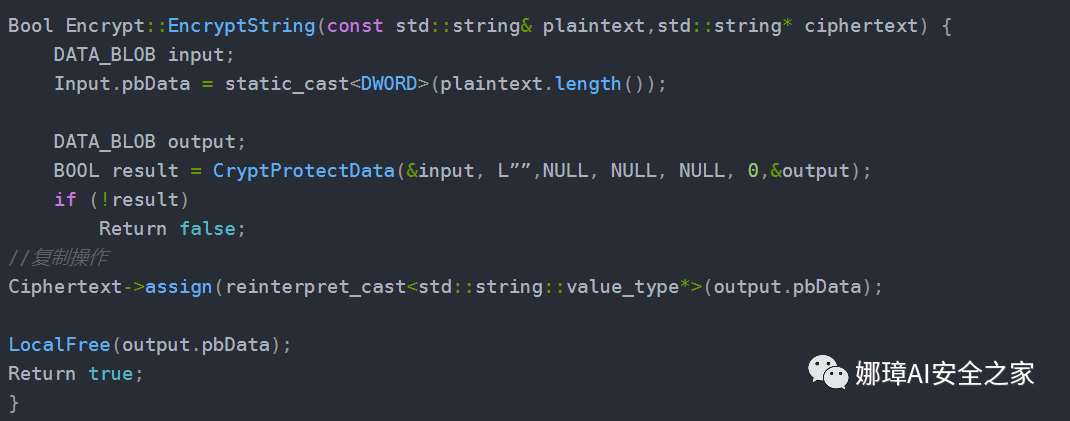 Bool Encrypt::EncryptString(const std::string& plaintext,std::string* ciphertext) {
    DATA_BLOB input;
    Input.pbData = static_cast<DWORD>(plaintext.length());
    DATA_BLOB output;
    BOOL result = CryptProtectData(&input, L””,NULL, NULL, NULL, 0,&output);
    if (!result)
        Return false;
//复制操作
Ciphertext->assign(reinterpret_cast<std::string::value_type*>(output.pbData);
LocalFree(output.pbData);
Return true;
}
娜璋AI安全之家